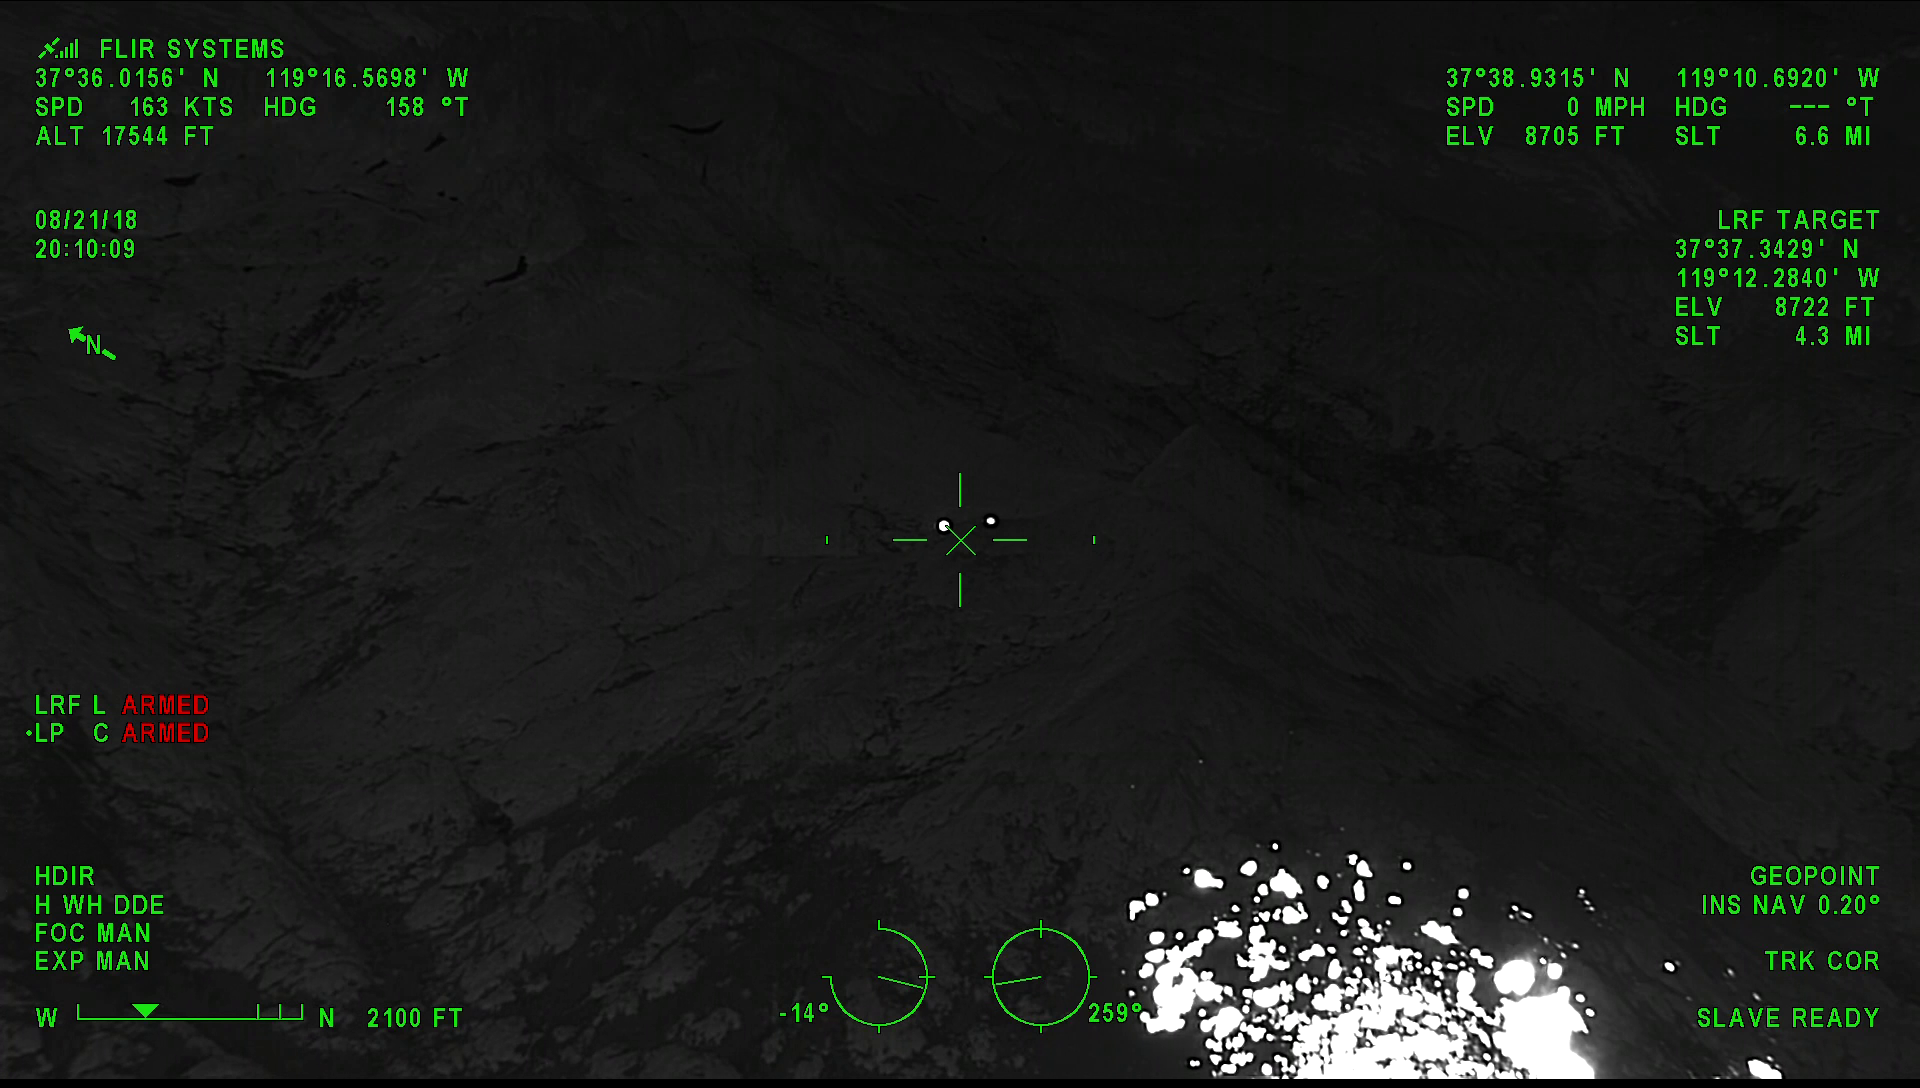 FLIR SYSTEMS
37°36.0156' N 119°16.5698' W
SPD 163 KTS HDG 158 °T
ALT 17544 FT
37°38.9315' N 119°10.6920' W
SPD 0 MPH HDG --- °T
ELV 8705 FT SLT 6.6 MI
08/21/18
20:10:09
LRF TARGET
37°37.3429' N
119°12.2840' W
ELV 8722 FT
SLT 4.3 MI
N
LRF L ARMED
•LP C ARMED
HDIR
H WH DDE
FOC MAN
EXP MAN
W N 2100 FT
-14°
259°
GEOPOINT
INS NAV 0.20°
TRK COR
SLAVE READY